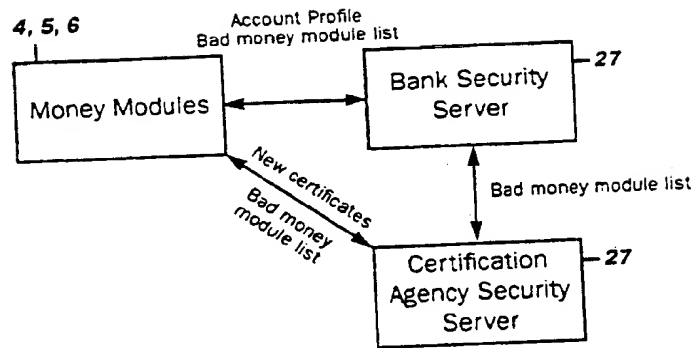 4, 5, 6
Account Profile
Bad money module list
27
Money Modules
Bank Security
Server
New certificates
Bad money
module list
Bad money module list
27
Certification
Agency Security
Server